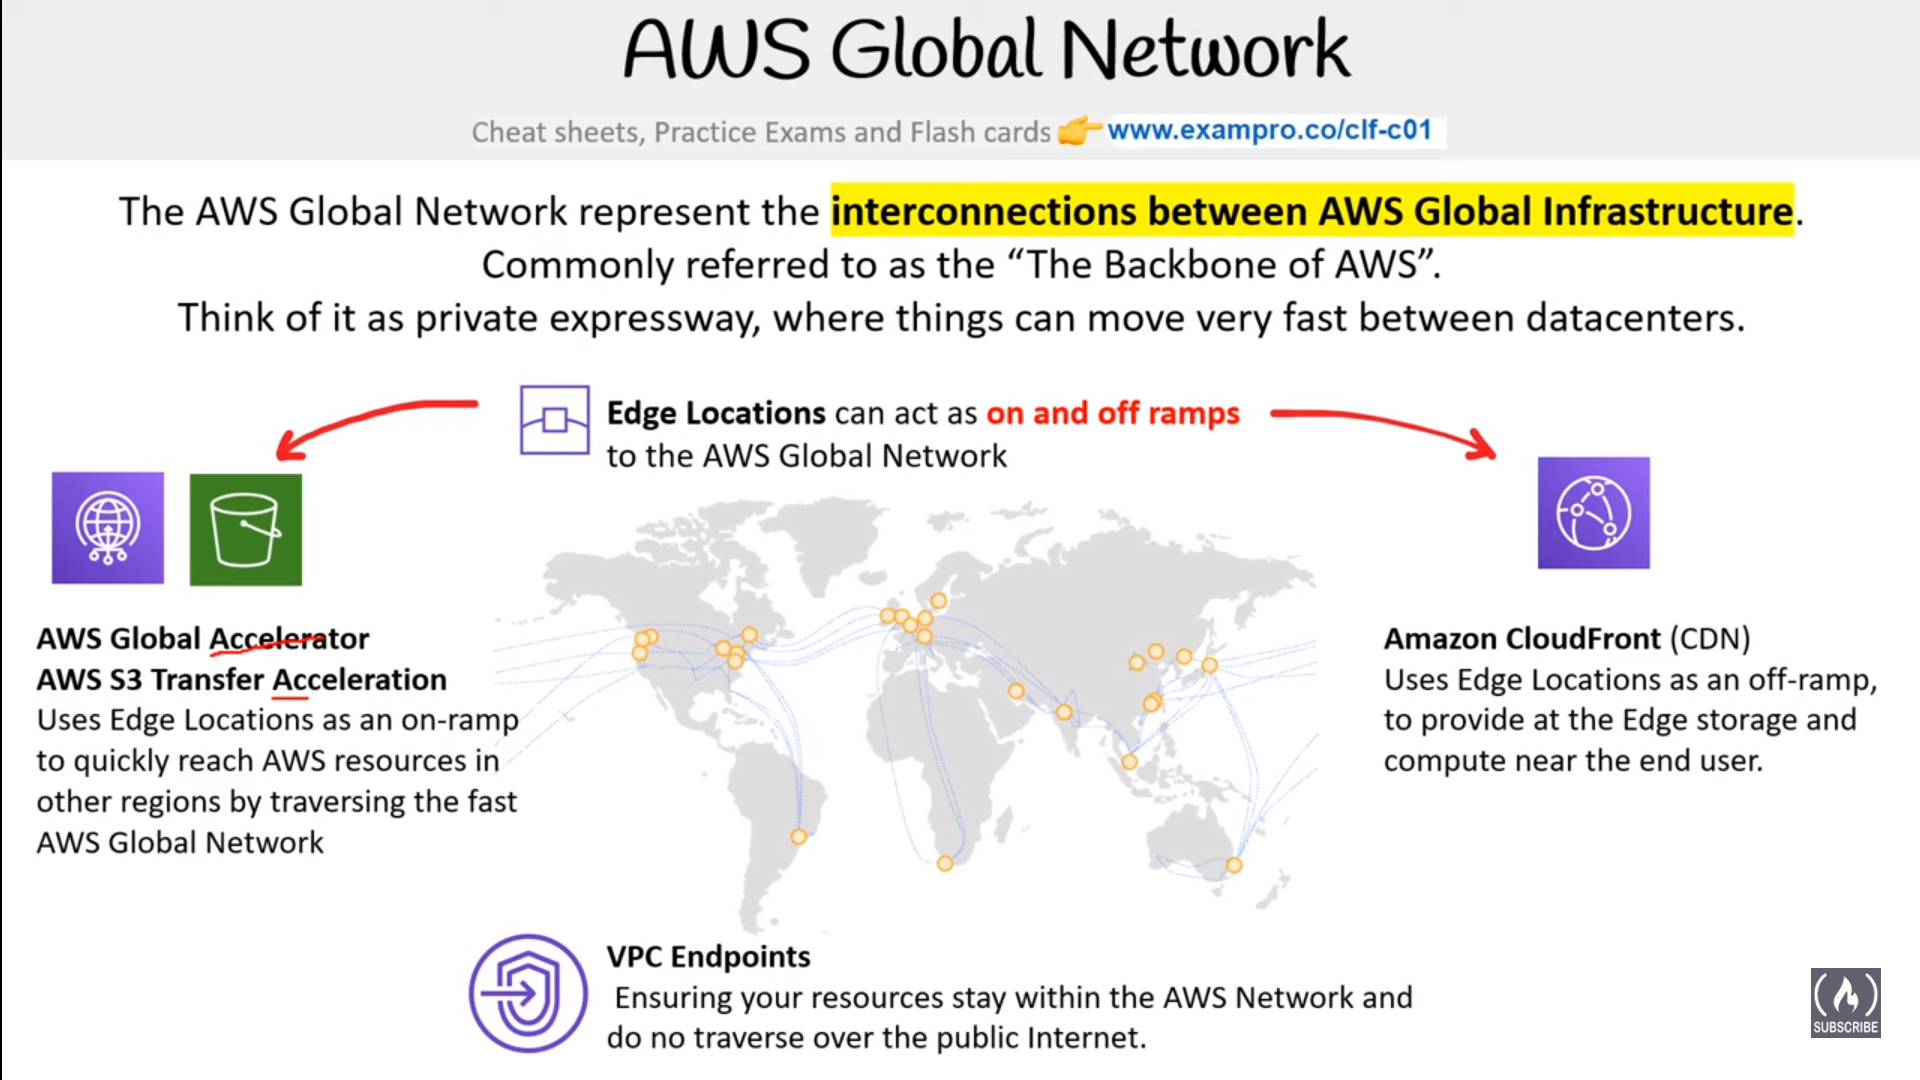 AWS Global Network
Cheat sheets, Practice Exams and Flash cards 👉 www.exampro.co/clf-c01
The AWS Global Network represent the interconnections between AWS Global Infrastructure.
Commonly referred to as the “The Backbone of AWS”.
Think of it as private expressway, where things can move very fast between datacenters.
Edge Locations can act as on and off ramps
to the AWS Global Network
AWS Global Accelerator
AWS S3 Transfer Acceleration
Uses Edge Locations as an on-ramp
to quickly reach AWS resources in
other regions by traversing the fast
AWS Global Network
Amazon CloudFront (CDN)
Uses Edge Locations as an off-ramp,
to provide at the Edge storage and
compute near the end user.
VPC Endpoints
Ensuring your resources stay within the AWS Network and
do no traverse over the public Internet.
SUBSCRIBE